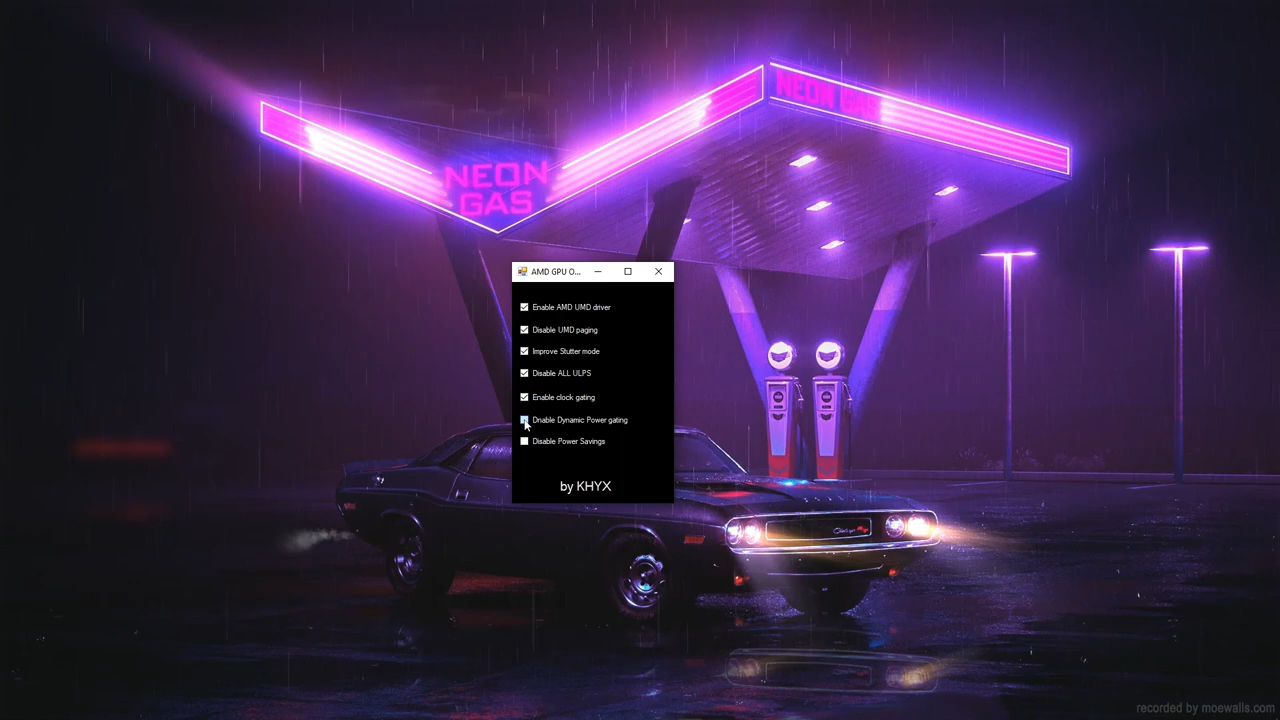 NEON GAS
NEON
GAS
AMD GPU O...
Enable AMD UMD driver
Disable UMD paging
Improve Stutter mode
Disable ALL ULPS
Enable clock gating
Dnable Dynamic Power gating
Disable Power Savings
by KHYX
recorded by moewalls.com